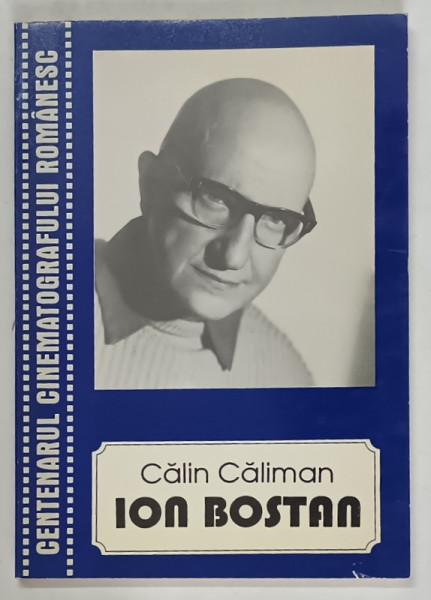 CENTENARUL CINEMATOGRAFULUI ROMÂNESC
Călin Căliman
ION BOSTAN